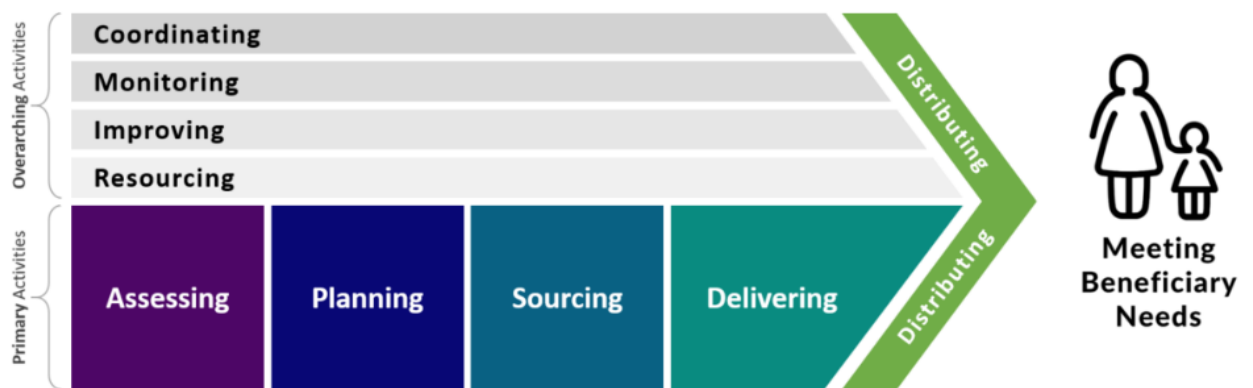 Overarching Activities
Coordinating
Monitoring
Improving
Resourcing
Primary Activities
Assessing
Planning
Sourcing
Delivering
Distributing
Distributing
Meeting
Beneficiary
Needs